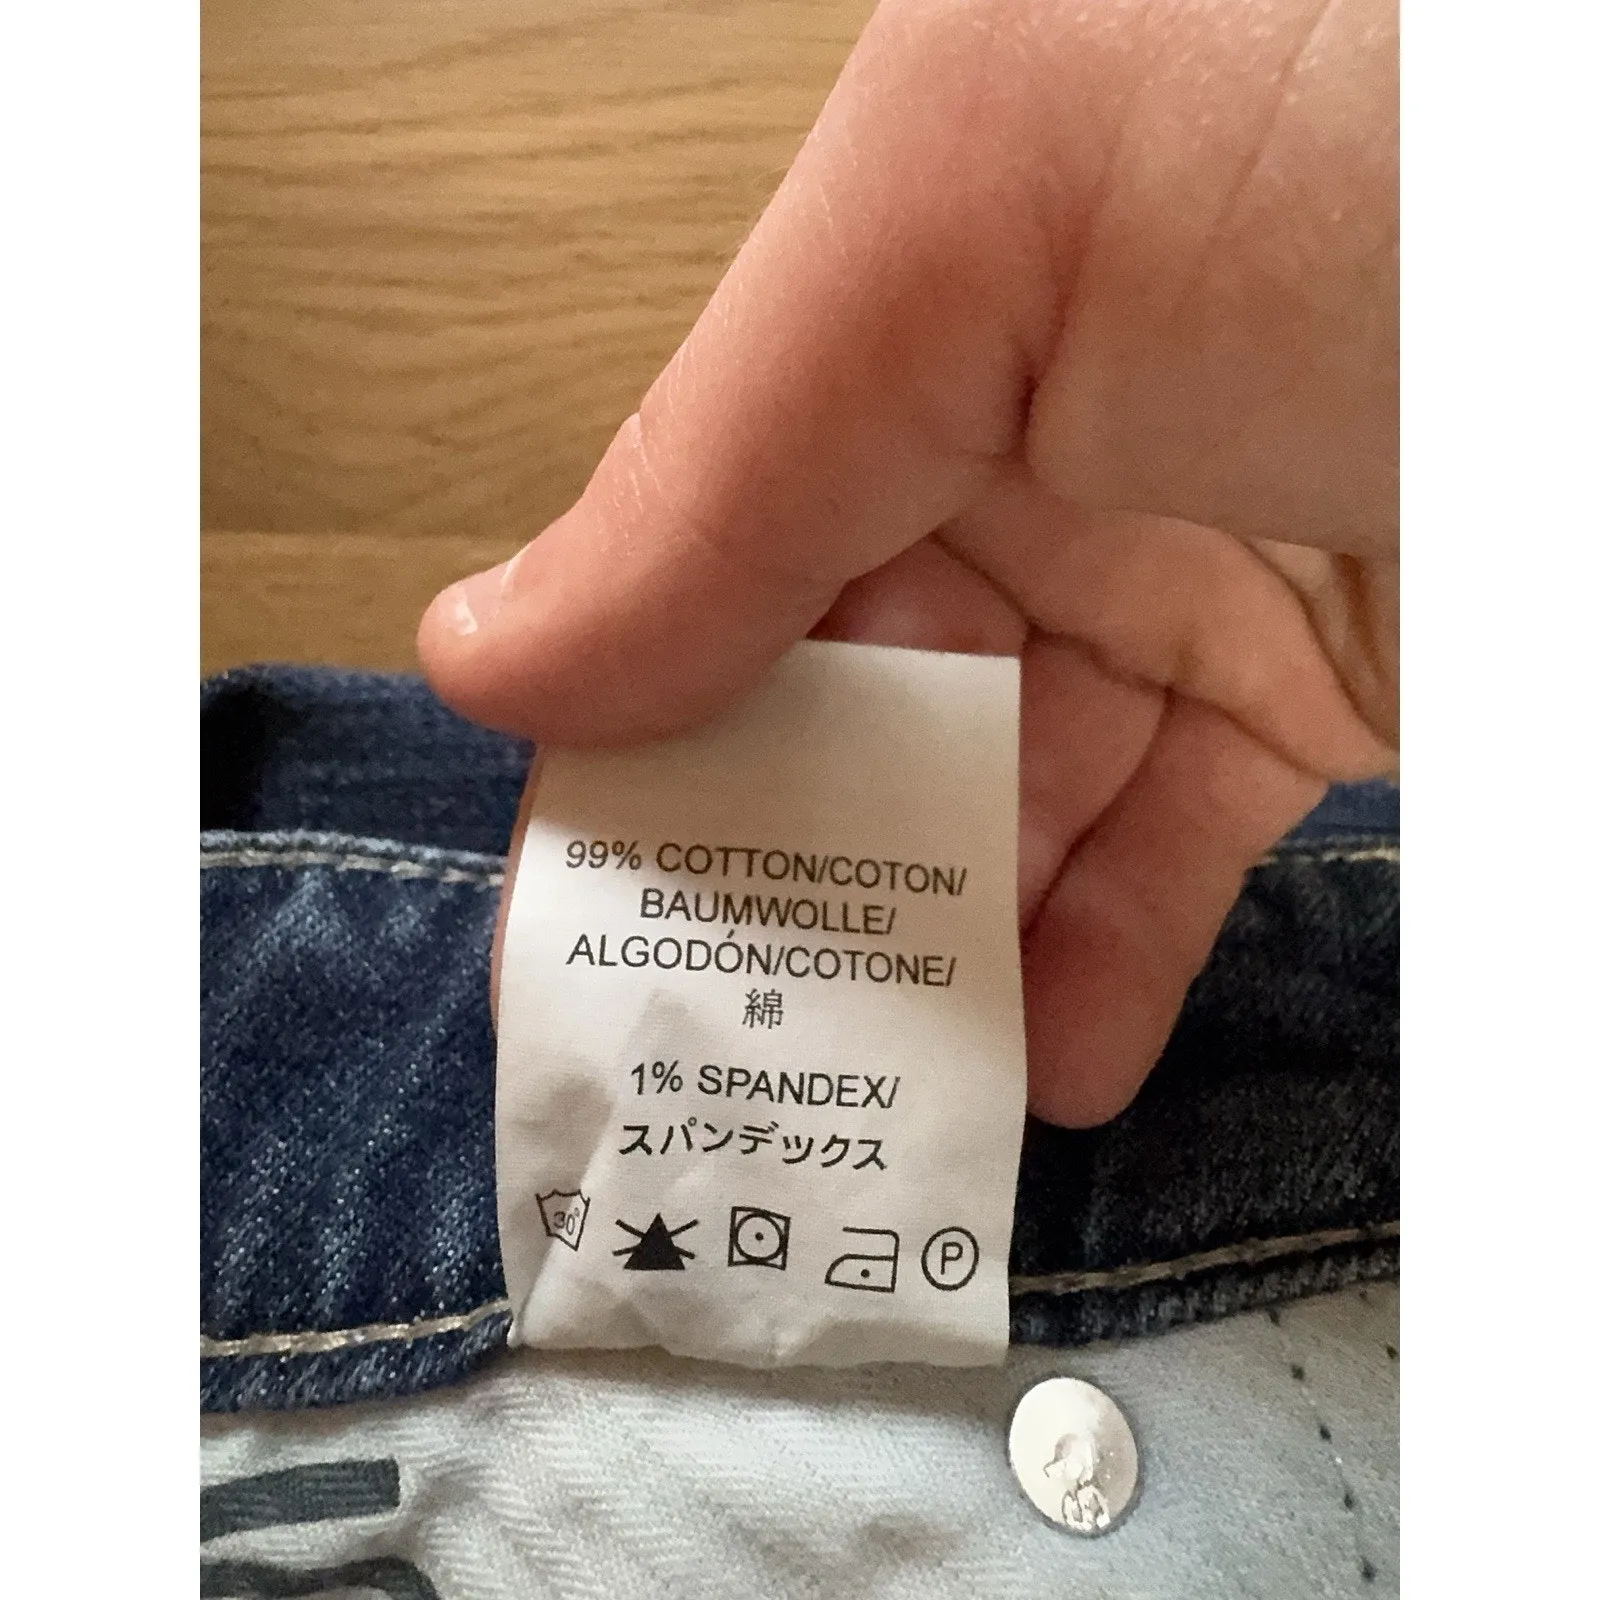 99% COTTON/COTON/
BAUMWOLLE/
ALGODÓN/COTONE/
綿
1% SPANDEX/
スパンデックス
30°
P